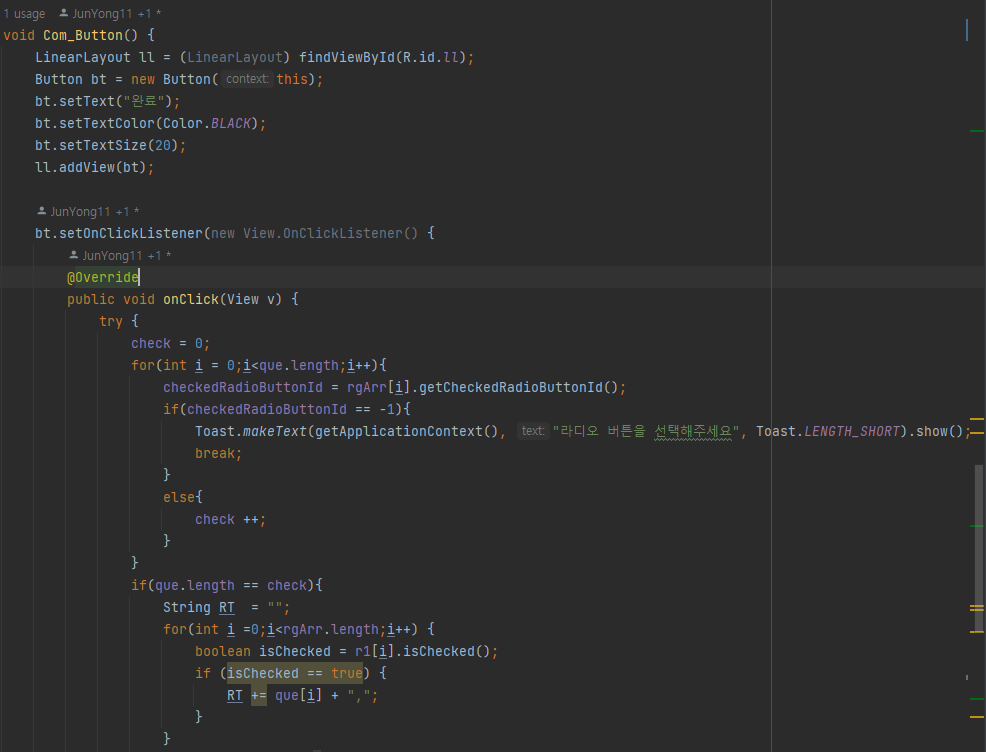 1 usage JunYong11 +1 *
void Com_Button() {
LinearLayout ll = (LinearLayout) findViewById(R.id.ll);
Button bt = new Button( context: this);
bt.setText("완료");
bt.setTextColor(Color.BLACK);
bt.setTextSize(20);
ll.addView(bt);
JunYong11 +1 *
bt.setOnClickListener(new View.OnClickListener() {
JunYong11 +1 *
@Override
public void onClick(View v) {
try {
check = 0;
for(int i = 0;i<que.length;i++){
checkedRadioButtonId = rgArr[i].getCheckedRadioButtonId();
if(checkedRadioButtonId == -1){
Toast.makeText(getApplicationContext(), text: "라디오 버튼을 선택해주세요", Toast.LENGTH_SHORT).show();
break;
}
else{
check ++;
}
}
if(que.length == check){
String RT = "";
for(int i =0;i<rgArr.length;i++) {
boolean isChecked = r1[i].isChecked();
if (isChecked == true) {
RT += que[i] + ",";
}
}